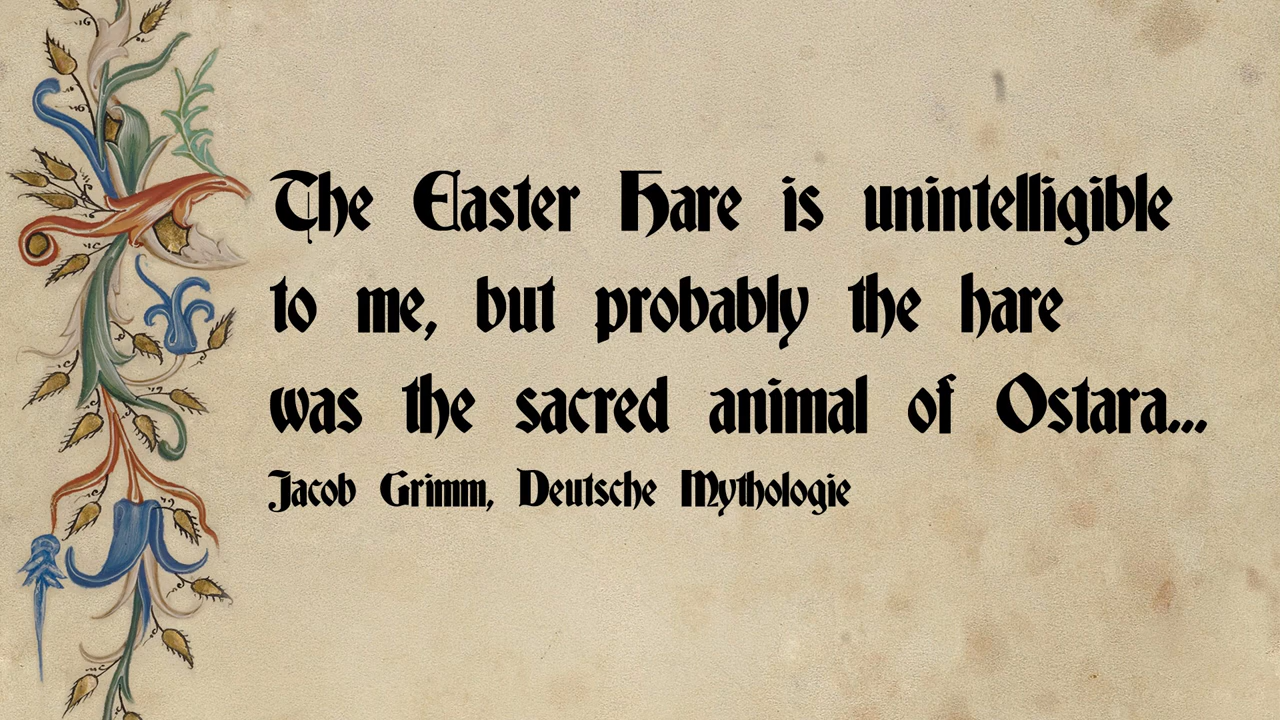 The Easter Hare is unintelligible
to me, but probably the hare
was the sacred animal of Ostara...
Jacob Grimm, Deutsche Mythologie